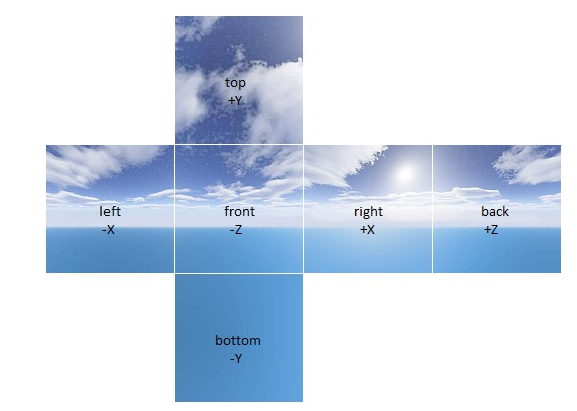 top
+Y
left
-X
front
-Z
right
+X
back
+Z
bottom
-Y